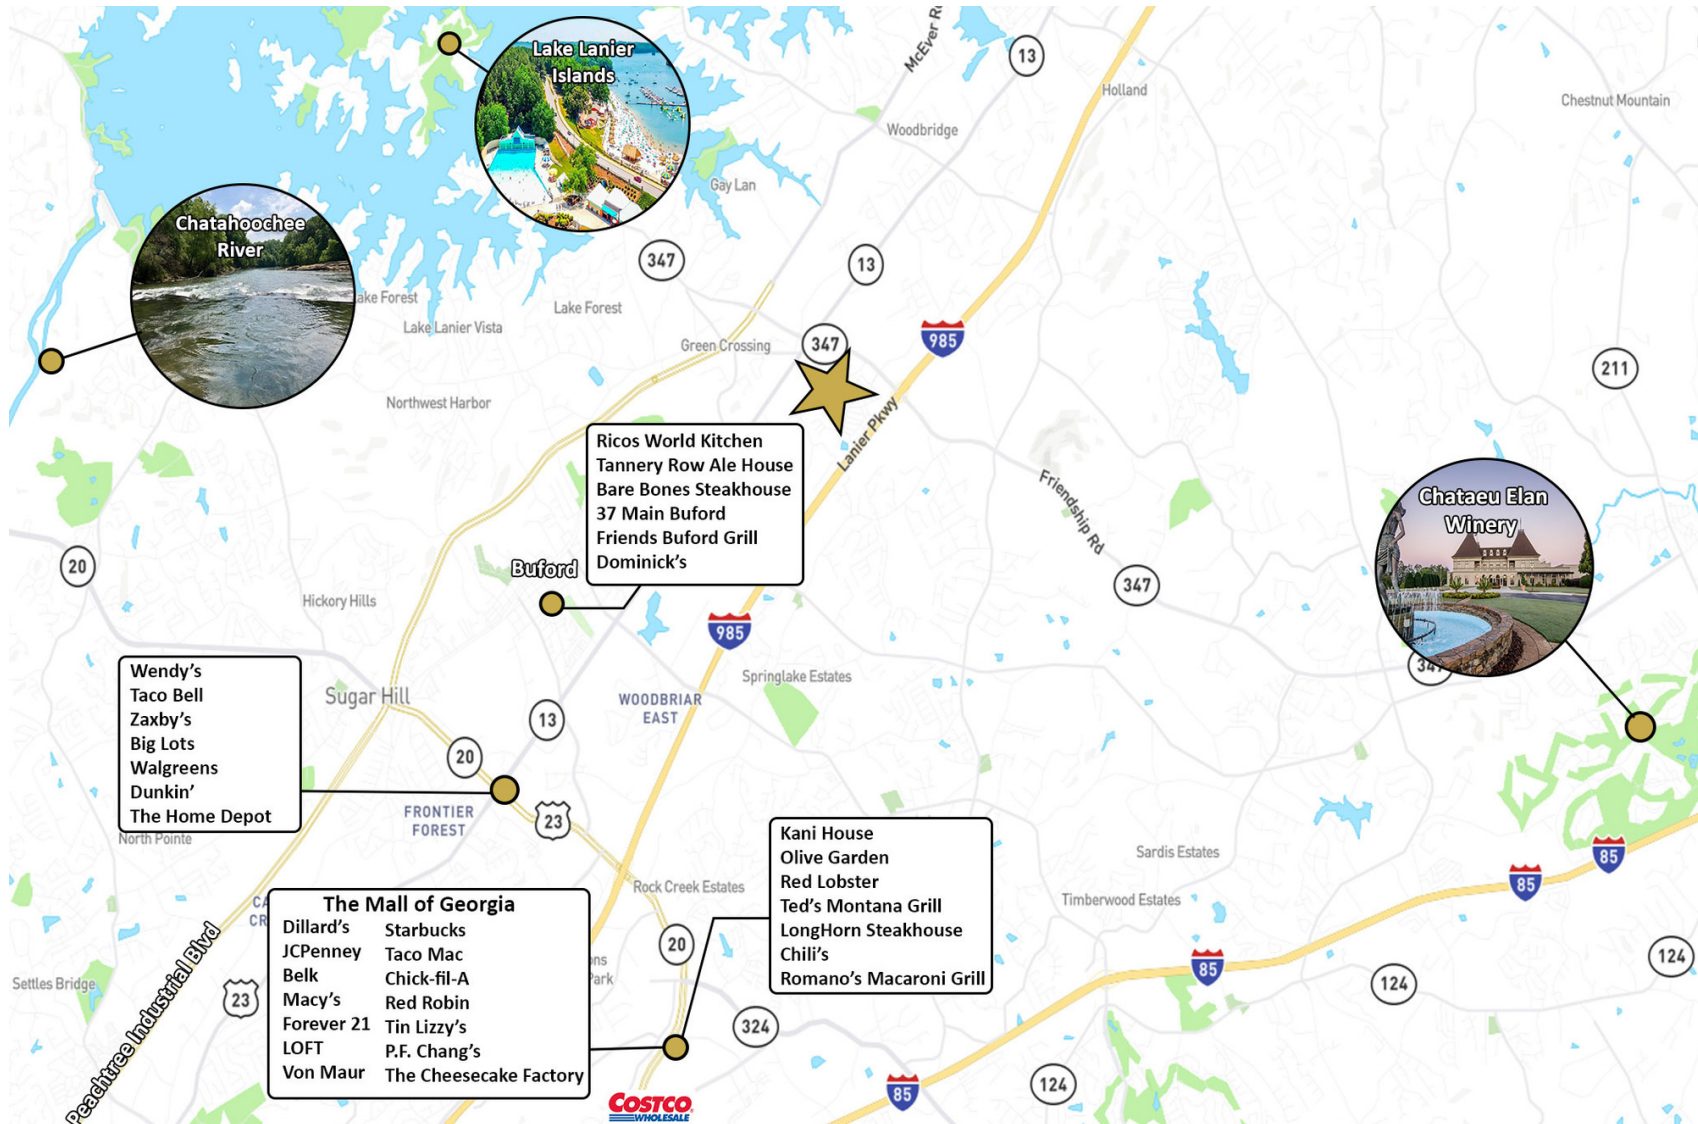 Lake Lanier
Islands
McEver R
13
Holland
Chestnut Mountain
Woodbridge
Gay Lan
Chatahoochee
River
347
13
ake Forest
Lake Lanier Vista
Lake Forest
Green Crossing
347
985
211
Northwest Harbor
Lanier Pkwy
Ricos World Kitchen
Tannery Row Ale House
Bare Bones Steakhouse
37 Main Buford
Friends Buford Grill
Dominick's
Friendship Rd
Chataeu Elan
Winery
20
Buford
347
Hickory Hills
985
347
Wendy's
Taco Bell
Zaxby's
Big Lots
Walgreens
Dunkin'
The Home Depot
Sugar Hill
Springlake Estates
WOODBRIAR
EAST
13
20
FRONTIER
FOREST
23
North Pointe
Kani House
Olive Garden
Red Lobster
Ted's Montana Grill
LongHorn Steakhouse
Chili's
Romano's Macaroni Grill
Sardis Estates
85
85
Rock Creek Estates
Timberwood Estates
CA
CR
The Mall of Georgia
Dillard's
JCPenney
Belk
Macy's
Forever 21
LOFT
Von Maur
Starbucks
Taco Mac
Chick-fil-A
Red Robin
Tin Lizzy's
P.F. Chang's
The Cheesecake Factory
20
ons
Park
85
124
124
Settles Bridge
23
Peachtree Industrial Blvd
324
124
85
COSTCO
WHOLESALE